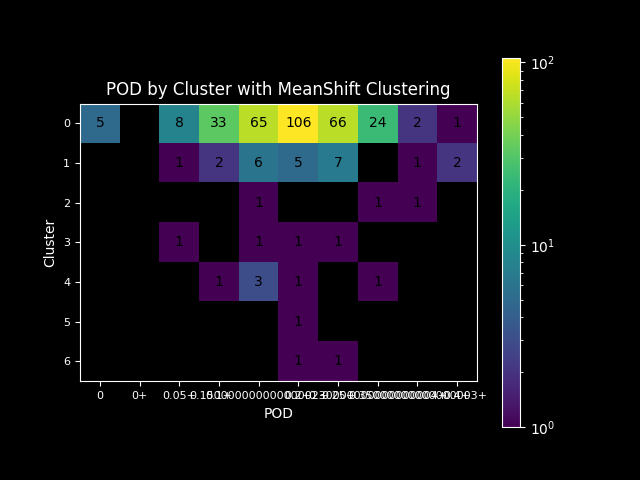 POD by Cluster with MeanShift Clustering
0 5 8 33 65 106 66 24 2 1
1 1 2 6 5 7 1 2
2 1 1 1
3 1 1 1 1
4 1 3 1 1
5 1
6 1 1
Cluster
0 0+ 0.05+
POD
10² 
10¹
10⁰